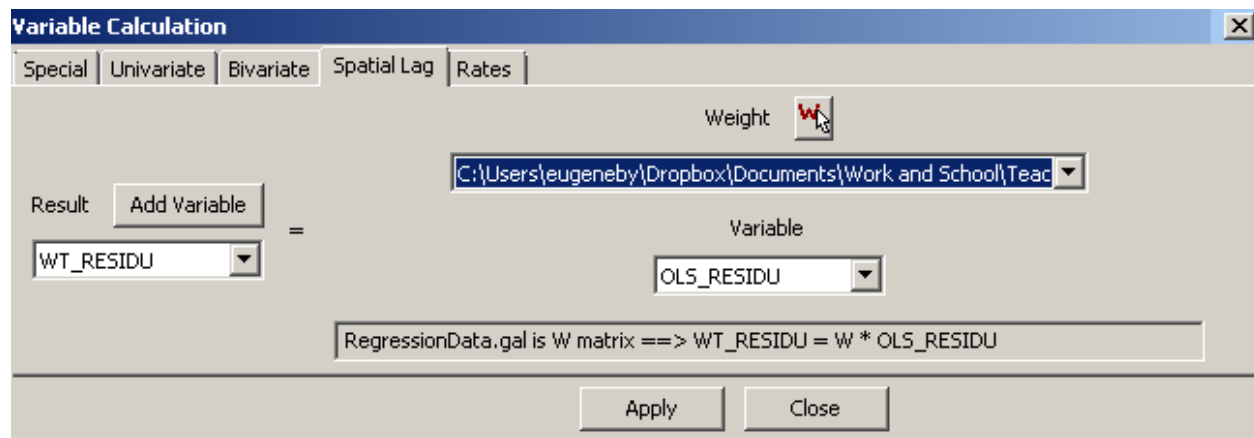 Variable Calculation
Special Univariate Bivariate Spatial Lag Rates
Weight W
C:\Users\eugeneby\Dropbox\Documents\Work and School\Teac
Result Add Variable
=
Variable
WT_RESIDU
OLS_RESIDU
RegressionData.gal is W matrix ==> WT_RESIDU = W * OLS_RESIDU
Apply Close